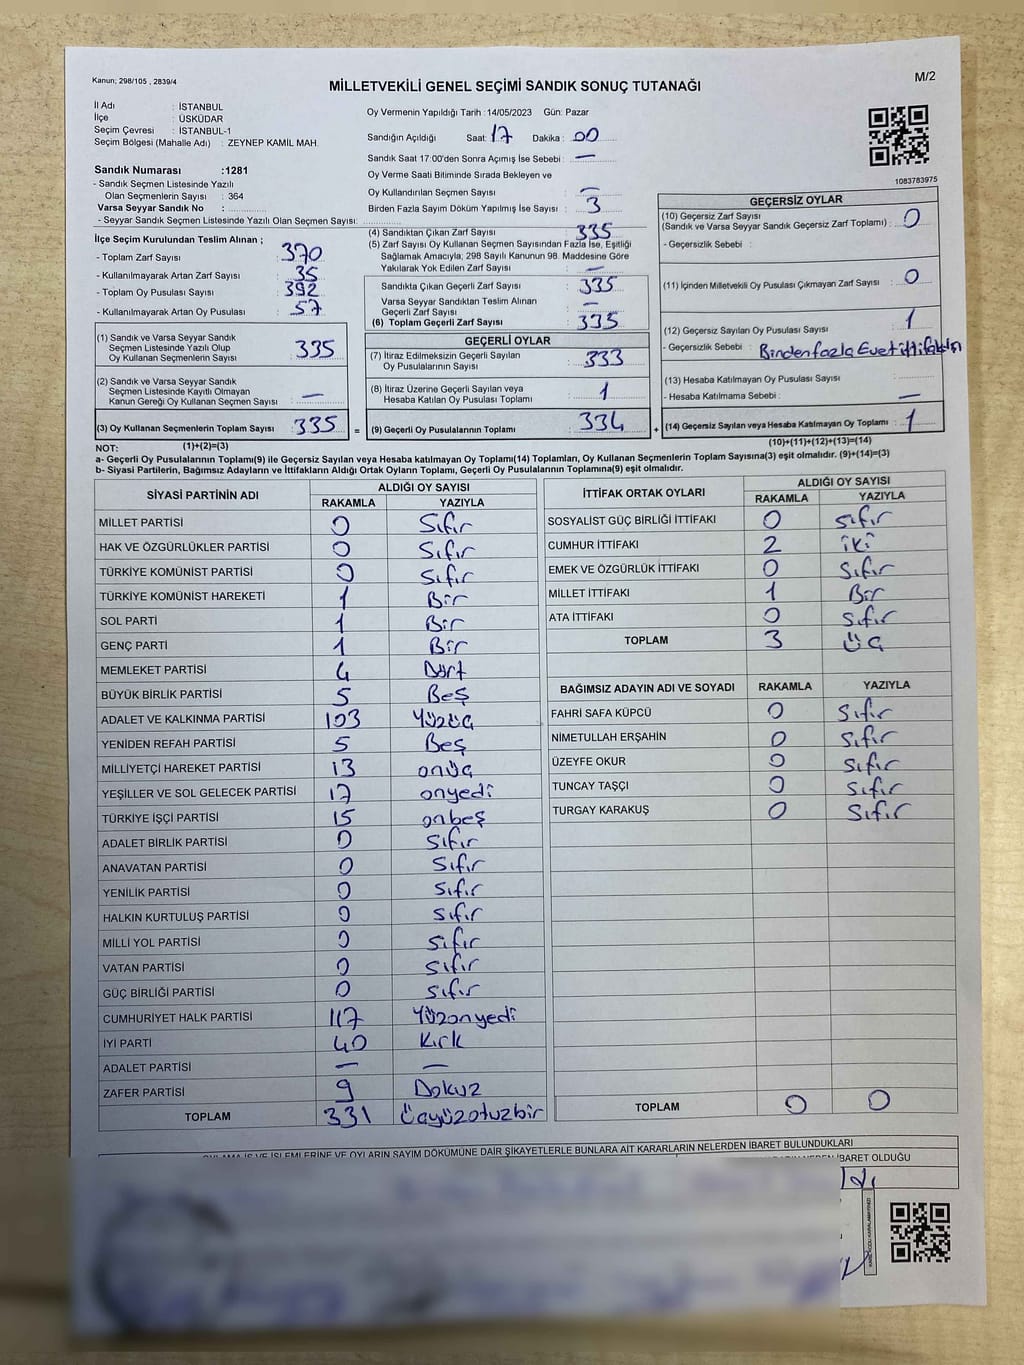 Kanun; 298/105 , 2839/4
MİLLETVEKİLİ GENEL SEÇİMİ SANDIK SONUÇ TUTANAĞI
M/2
İl Adı : İSTANBUL
İlçe : ÜSKÜDAR
Seçim Çevresi : İSTANBUL-1
Seçim Bölgesi (Mahalle Adı) : ZEYNEP KAMİL MAH.
Oy Vermenin Yapıldığı Tarih : 14/05/2023 Gün: Pazar
Sandığın Açıldığı Saat: 17 Dakika : 00
Sandık Saat 17:00'den Sonra Açımış İse Sebebi : —
Oy Verme Saati Bitiminde Sırada Bekleyen ve
Oy Kullandırılan Seçmen Sayısı : —
Birden Fazla Sayım Döküm Yapılmış İse Sayısı : 3
1083783975
Sandık Numarası :1281
- Sandık Seçmen Listesinde Yazılı
Olan Seçmenlerin Sayısı : 364
Varsa Seyyar Sandık No :
- Seyyar Sandık Seçmen Listesinde Yazılı Olan Seçmen Sayısı:
İlçe Seçim Kurulundan Teslim Alınan ;
- Toplam Zarf Sayısı : 370
- Kullanılmayarak Artan Zarf Sayısı : 35
- Toplam Oy Pusulası Sayısı : 392
- Kullanılmayarak Artan Oy Pusulası : 57
(4) Sandıktan Çıkan Zarf Sayısı : 335
(5) Zarf Sayısı Oy Kullanan Seçmen Sayısından Fazla İse, Eşitliği
Sağlamak Amacıyla; 298 Sayılı Kanunun 98. Maddesine Göre
Yakılarak Yok Edilen Zarf Sayısı : —
Sandıkta Çıkan Geçerli Zarf Sayısı : 335
Varsa Seyyar Sandıktan Teslim Alınan
Geçerli Zarf Sayısı : —
(6) Toplam Geçerli Zarf Sayısı : 335
GEÇERSİZ OYLAR
(10) Geçersiz Zarf Sayısı
(Sandık ve Varsa Seyyar Sandık Geçersiz Zarf Toplamı) : 0
- Geçersizlik Sebebi :
(11) İçinden Milletvekili Oy Pusulası Çıkmayan Zarf Sayısı : 0
(12) Geçersiz Sayılan Oy Pusulası Sayısı : 1
- Geçersizlik Sebebi : Birden fazla Evet ittifak dışı
(13) Hesaba Katılmayan Oy Pusulası Sayısı :
- Hesaba Katılmama Sebebi : —
(14) Geçersiz Sayılan veya Hesaba Katılmayan Oy Toplamı : 1
(10)+(11)+(12)+(13)=(14)
(1) Sandık ve Varsa Seyyar Sandık
Seçmen Listesinde Yazılı Olup
Oy Kullanan Seçmenlerin Sayısı : 335
(2) Sandık ve Varsa Seyyar Sandık
Seçmen Listesinde Kayıtlı Olmayan
Kanun Gereği Oy Kullanan Seçmen Sayısı : —
(3) Oy Kullanan Seçmenlerin Toplam Sayısı : 335 =
GEÇERLİ OYLAR
(7) İtiraz Edilmeksizin Geçerli Sayılan
Oy Pusulalarının Sayısı : 333
(8) İtiraz Üzerine Geçerli Sayılan veya
Hesaba Katılan Oy Pusulası Toplamı : 1
(9) Geçerli Oy Pusulalarının Toplamı : 334 +
NOT: (1)+(2)=(3)
a- Geçerli Oy Pusulalarının Toplamı(9) ile Geçersiz Sayılan veya Hesaba katılmayan Oy Toplamı(14) Toplamları, Oy Kullanan Seçmenlerin Toplam Sayısına(3) eşit olmalıdır. (9)+(14)=(3)
b- Siyasi Partilerin, Bağımsız Adayların ve İttifakların Aldığı Ortak Oyların Toplamı, Geçerli Oy Pusulalarının Toplamına(9) eşit olmalıdır.
SİYASİ PARTİNİN ADI ALDIĞI OY SAYISI
RAKAMLA YAZIYLA
MİLLET PARTİSİ 0 Sıfır
HAK VE ÖZGÜRLÜKLER PARTİSİ 0 Sıfır
TÜRKİYE KOMÜNİST PARTİSİ 0 Sıfır
TÜRKİYE KOMÜNİST HAREKETİ 1 Bir
SOL PARTİ 1 Bir
GENÇ PARTİ 1 Bir
MEMLEKET PARTİSİ 4 Dört
BÜYÜK BİRLİK PARTİSİ 5 Beş
ADALET VE KALKINMA PARTİSİ 103 Yüzüç
YENİDEN REFAH PARTİSİ 5 Beş
MİLLİYETÇİ HAREKET PARTİSİ 13 onüç
YEŞİLLER VE SOL GELECEK PARTİSİ 17 onyedi
TÜRKİYE İŞÇİ PARTİSİ 15 onbeş
ADALET BİRLİK PARTİSİ 0 Sıfır
ANAVATAN PARTİSİ 0 Sıfır
YENİLİK PARTİSİ 0 Sıfır
HALKIN KURTULUŞ PARTİSİ 0 Sıfır
MİLLİ YOL PARTİSİ 0 Sıfır
VATAN PARTİSİ 0 Sıfır
GÜÇ BİRLİĞİ PARTİSİ 0 Sıfır
CUMHURİYET HALK PARTİSİ 117 Yüzonyedi
İYİ PARTİ 40 Kırk
ADALET PARTİSİ — —
ZAFER PARTİSİ 9 Dokuz
TOPLAM 331 Üçyüzotuzbir
İTTİFAK ORTAK OYLARI ALDIĞI OY SAYISI
RAKAMLA YAZIYLA
SOSYALİST GÜÇ BİRLİĞİ İTTİFAKI 0 Sıfır
CUMHUR İTTİFAKI 2 iki
EMEK VE ÖZGÜRLÜK İTTİFAKI 0 Sıfır
MİLLET İTTİFAKI 1 Bir
ATA İTTİFAKI 0 Sıfır
TOPLAM 3 Üç
BAĞIMSIZ ADAYIN ADI VE SOYADI RAKAMLA YAZIYLA
FAHRİ SAFA KÜPCÜ 0 Sıfır
NİMETULLAH ERŞAHİN 0 Sıfır
ÜZEYFE OKUR 0 Sıfır
TUNCAY TAŞÇI 0 Sıfır
TURGAY KARAKUŞ 0 Sıfır
TOPLAM 0 0
OYLAMA İŞ VE İŞLEMLERİNE VE OYLARIN SAYIM DÖKÜMÜNE DAİR ŞİKAYETLERLE BUNLARA AİT KARARLARIN NELERDEN İBARET BULUNDUKLARI
İBARET OLDUĞU